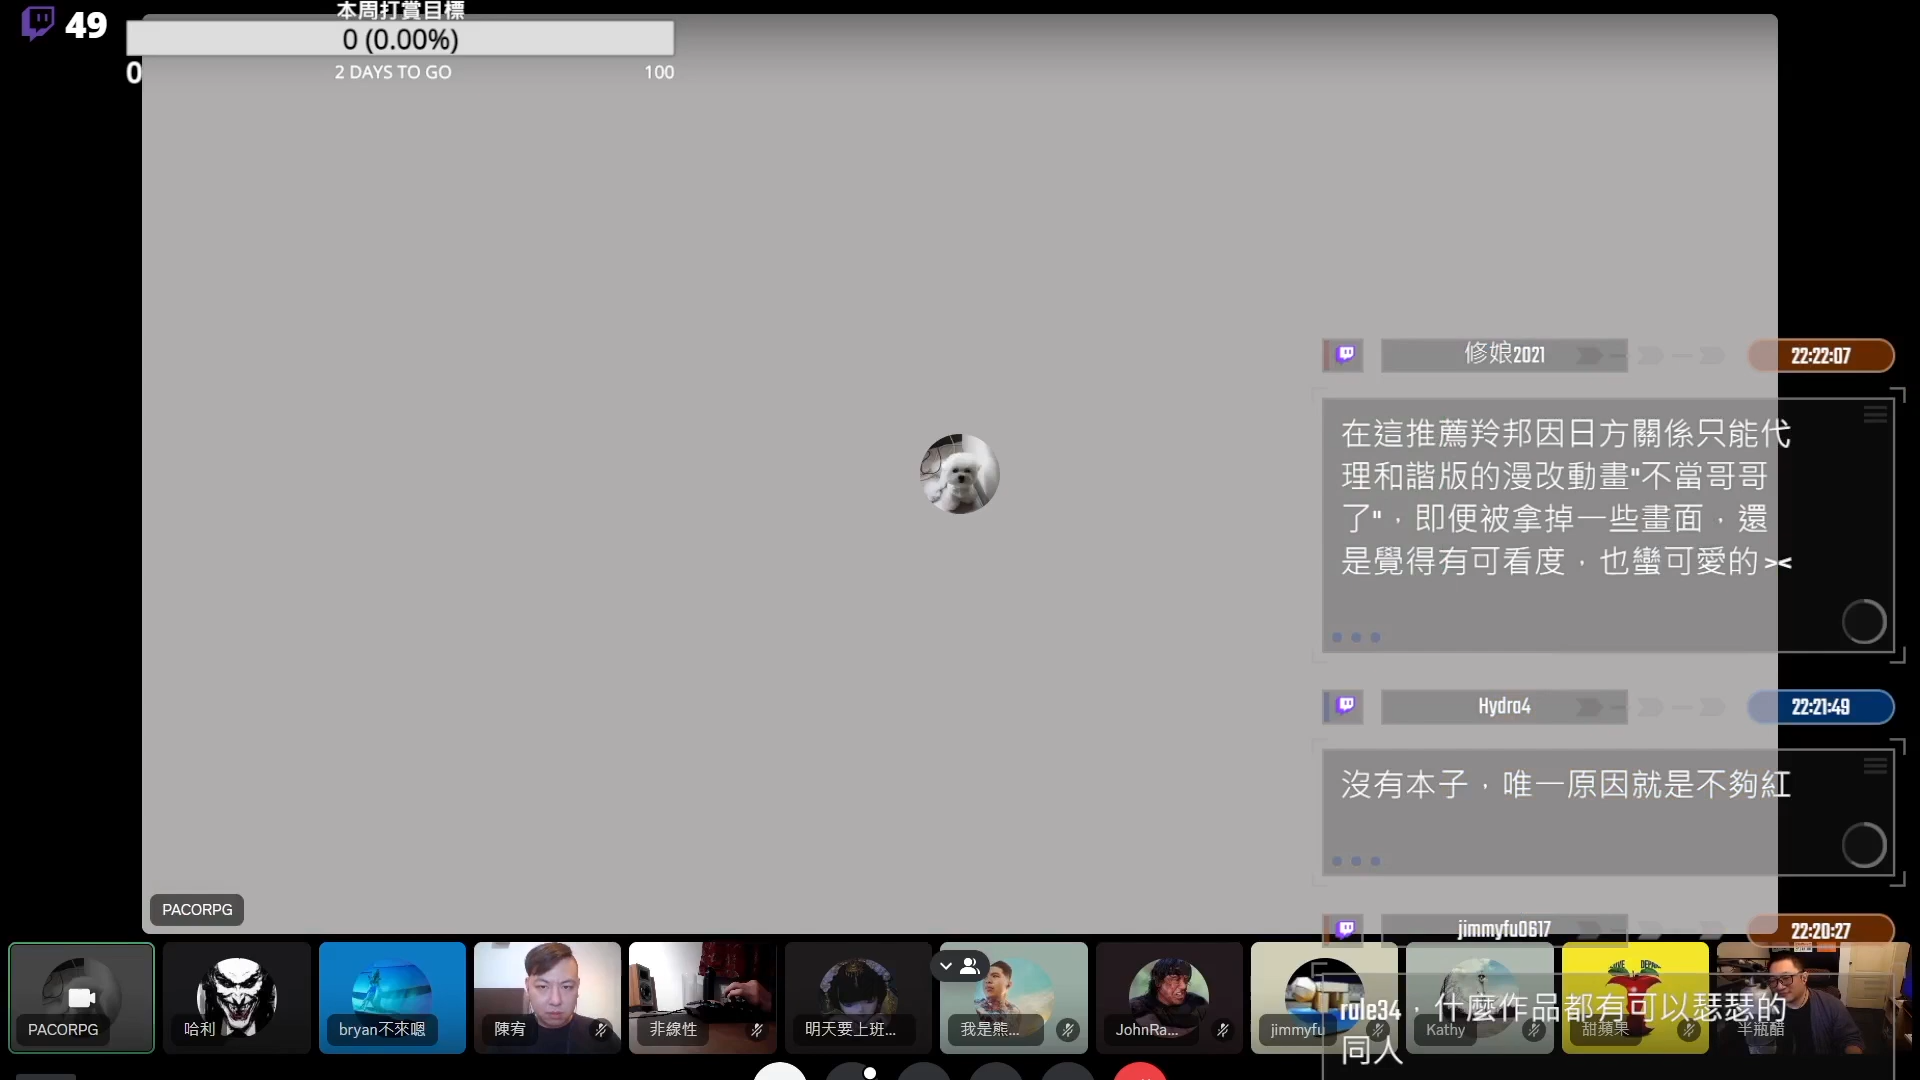 49
本周打賞目標
0 (0.00%)
0
2 DAYS TO GO
100
修娘2021
22:22:07
在這推薦羚邦因日方關係只能代
理和諧版的漫改動畫"不當哥哥
了"，即便被拿掉一些畫面，還
是覺得有可看度，也蠻可愛的><
Hydra4
22:21:49
沒有本子，唯一原因就是不夠紅
PACORPG
jimmyfu0617
22:20:27
rule34，什麼作品都有可以瑟瑟的
同人
PACORPG
哈利
bryan不來嗯
陳宥
非線性
明天要上班...
我是熊...
JohnRa...
jimmyfu
Kathy
甜蘋果
半瓶醋